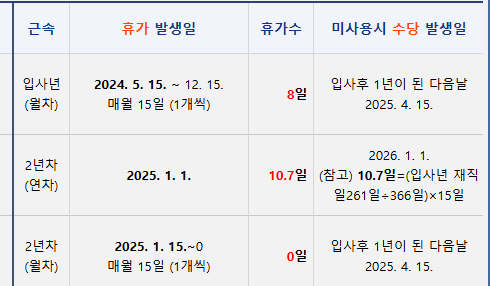 근속 휴가 발생일 휴가수 미사용시 수당 발생일
입사년
(월차)
2024. 5. 15. ~ 12. 15.
매월 15일 (1개씩)
8일
입사후 1년이 된 다음날
2025. 4. 15.
2년차
(연차)
2025. 1. 1.
10.7일
2026. 1. 1.
(참고) 10.7일=(입사년 재직
일261일÷366일)×15일
2년차
(월차)
2025. 1. 15.~0
매월 15일 (1개씩)
0일
입사후 1년이 된 다음날
2025. 4. 15.